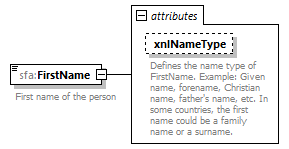 attributes
xnlNameType
Defines the name type of
FirstName. Example: Given
name, forename, Christian
name, father's name, etc. In
some countries, the first
name could be a family
name or a surname.
sfa:FirstName
First name of the person